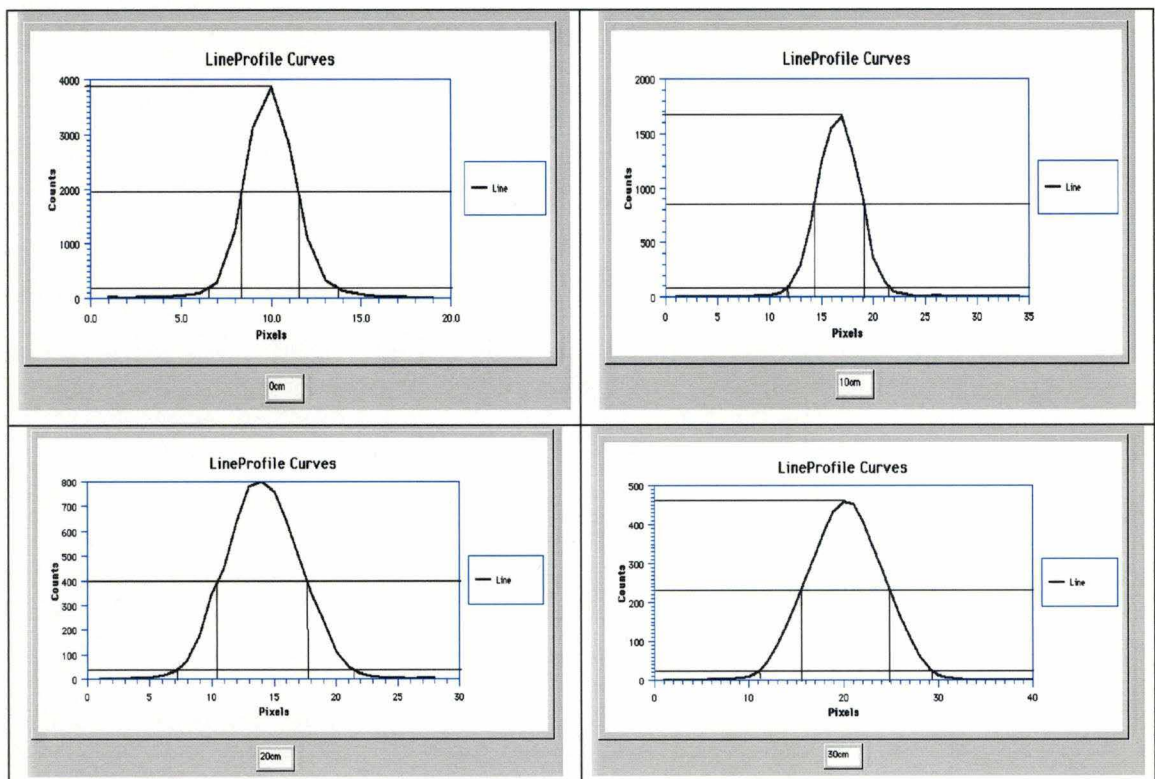 LineProfile Curves
4000
3000
2000
1000
0
Counts
0.0 5.0 10.0 15.0 20.0
Pixels
Line
0cm
LineProfile Curves
2000
1500
1000
500
0
Counts
0 5 10 15 20 25 30 35
Pixels
Line
10cm
LineProfile Curves
800
700
600
500
400
300
200
100
0
Counts
0 5 10 15 20 25 30
Pixels
Line
20cm
LineProfile Curves
500
400
300
200
100
0
Counts
0 10 20 30 40
Pixels
Line
30cm